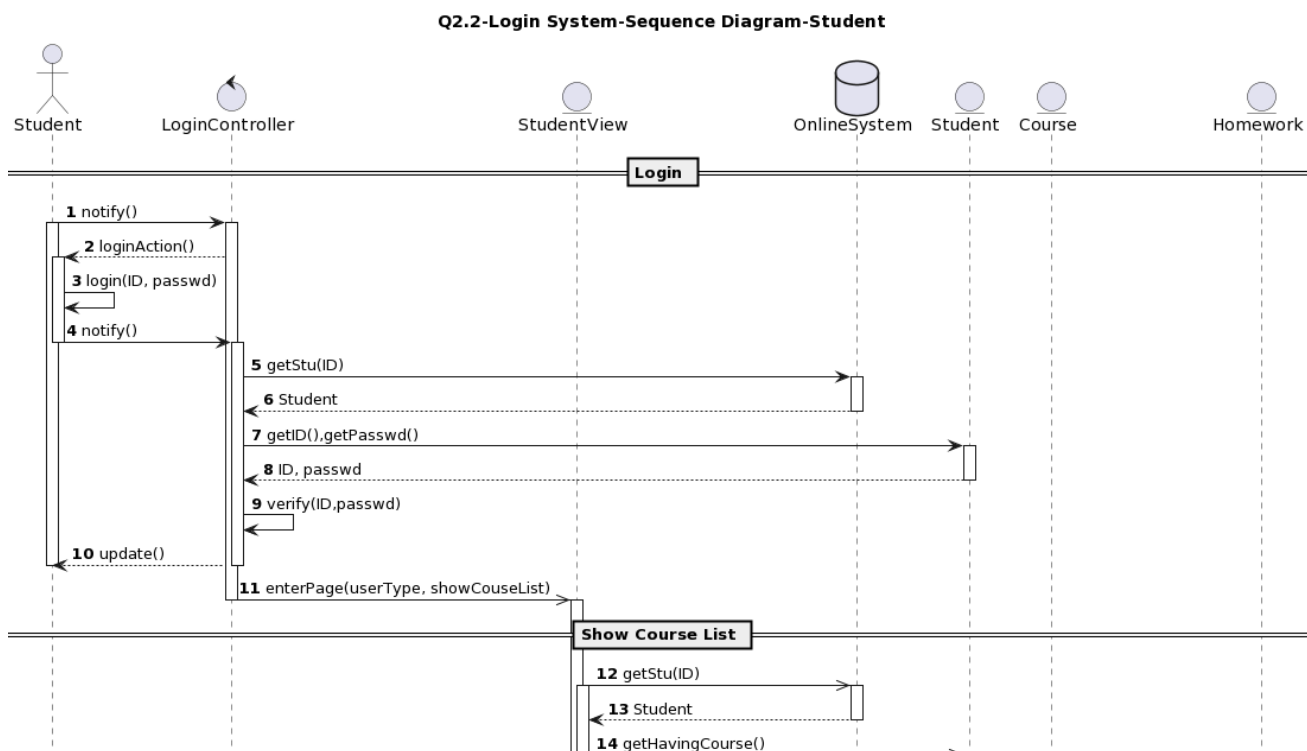 Q2.2-Login System-Sequence Diagram-Student
Student LoginController StudentView OnlineSystem Student Course Homework
Login
1 notify()
2 loginAction()
3 login(ID, passwd)
4 notify()
5 getStu(ID)
6 Student
7 getID(),getPasswd()
8 ID, passwd
9 verify(ID,passwd)
10 update()
11 enterPage(userType, showCouseList)
Show Course List
12 getStu(ID)
13 Student
14 getHavingCourse()